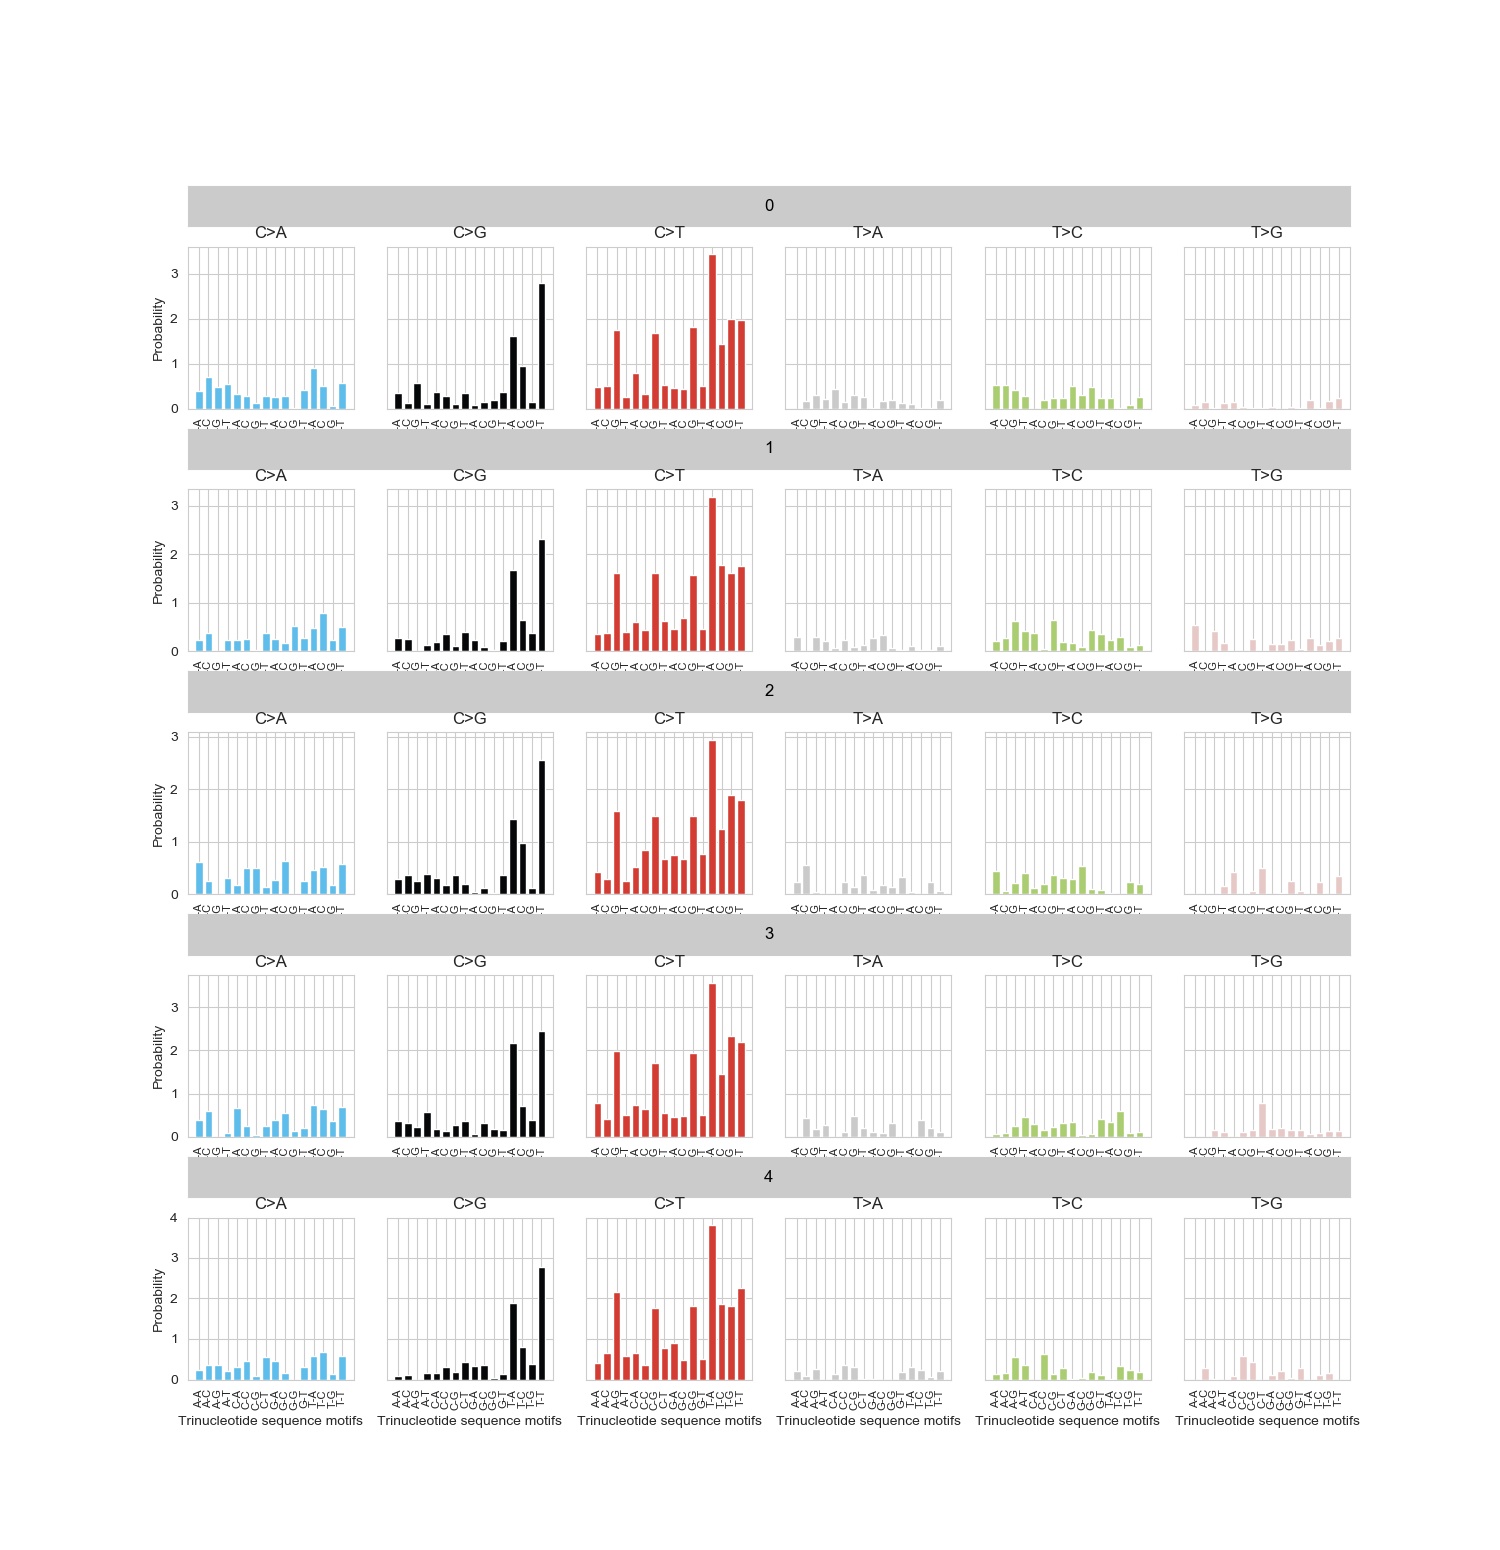 0
C>A C>G C>T T>A T>C T>G
3
2
1
0
Probability
-A -C G -T A C G T A C G T A C G -T
1
C>A C>G C>T T>A T>C T>G
3
2
1
0
Probability
-A -C G -T A C G T A C G T A C G -T
2
C>A C>G C>T T>A T>C T>G
3
2
1
0
Probability
-A -C G -T A C G T A C G T A C G -T
3
C>A C>G C>T T>A T>C T>G
3
2
1
0
Probability
-A -C G -T A C G T A C G T A C G -T
4
C>A C>G C>T T>A T>C T>G
4
3
2
1
0
Probability
A-A A-C A-G A-T C-A C-C C-G C-T G-A G-C G-G G-T T-A T-C T-G T-T
A-A A-C A-G A-T C-A C-C C-G C-T G-A G-C G-G G-T T-A T-C T-G T-T
A-A A-C A-G A-T C-A C-C C-G C-T G-A G-C G-G G-T T-A T-C T-G T-T
A-A A-C A-G A-T C-A C-C C-G C-T G-A G-C G-G G-T T-A T-C T-G T-T
A-A A-C A-G A-T C-A C-C C-G C-T G-A G-C G-G G-T T-A T-C T-G T-T
A-A A-C A-G A-T C-A C-C C-G C-T G-A G-C G-G G-T T-A T-C T-G T-T
Trinucleotide sequence motifs Trinucleotide sequence motifs Trinucleotide sequence motifs Trinucleotide sequence motifs Trinucleotide sequence motifs Trinucleotide sequence motifs